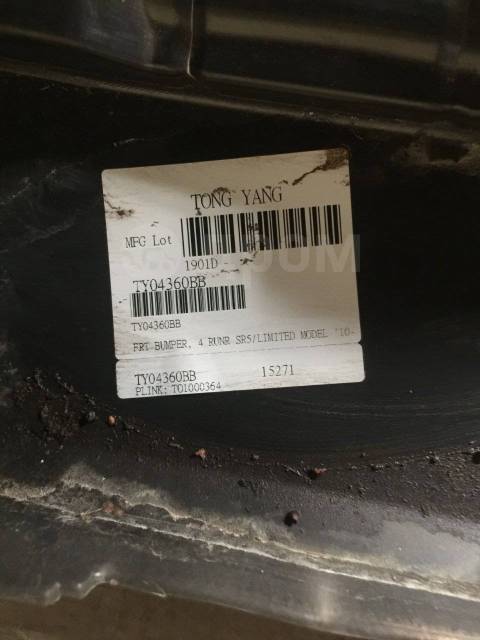 TONG YANG
MFG Lot
1901D -
TY04360BB
TY04360BB
FRT BUMPER, 4 RUNR SR5/LIMITED MODEL '10-
TY04360BB 15271
PLINK: TO1000364